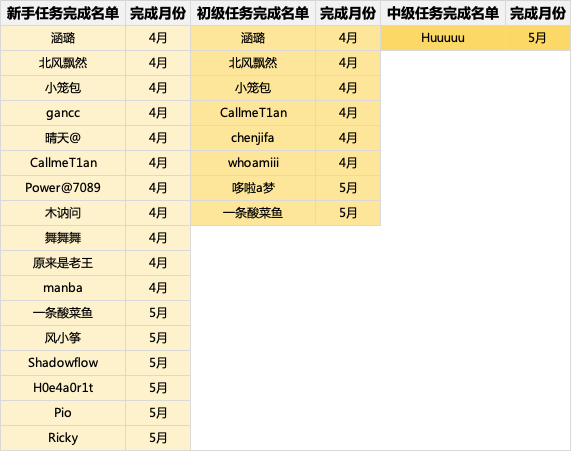 新手任务完成名单 完成月份 初级任务完成名单 完成月份 中级任务完成名单 完成月份
涵璐 4月 涵璐 4月 Huuuuu 5月
北风飘然 4月 北风飘然 4月
小笼包 4月 小笼包 4月
gancc 4月 CallmeT1an 4月
晴天@ 4月 chenjifa 4月
CallmeT1an 4月 whoamiii 4月
Power@7089 4月 哆啦a梦 5月
木讷问 4月 一条酸菜鱼 5月
舞舞舞 4月
原来是老王 4月
manba 4月
一条酸菜鱼 5月
风小筝 5月
Shadowflow 5月
H0e4a0r1t 5月
Pio 5月
Ricky 5月